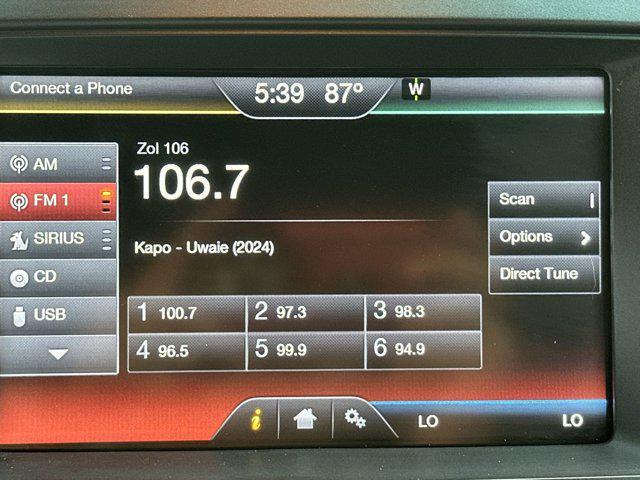 Connect a Phone 5:39 87º W
AM
FM 1
SIRIUS
CD
USB
Zol 106
106.7
Kapo - Uwaie (2024)
Scan
Options
Direct Tune
1 100.7 2 97.3 3 98.3
4 96.5 5 99.9 6 94.9
i LO LO